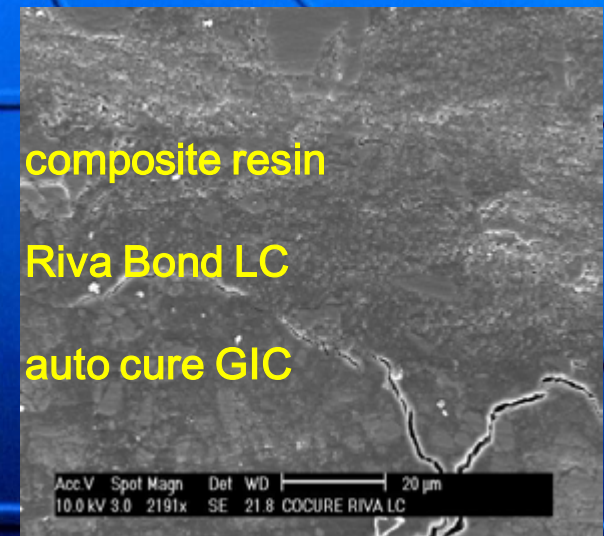 composite resin
Riva Bond LC
auto cure GIC
Acc.V Spot Magn Det WD 20 μm
10.0 kV 3.0 2191x SE 21.8 COCURE RIVA LC